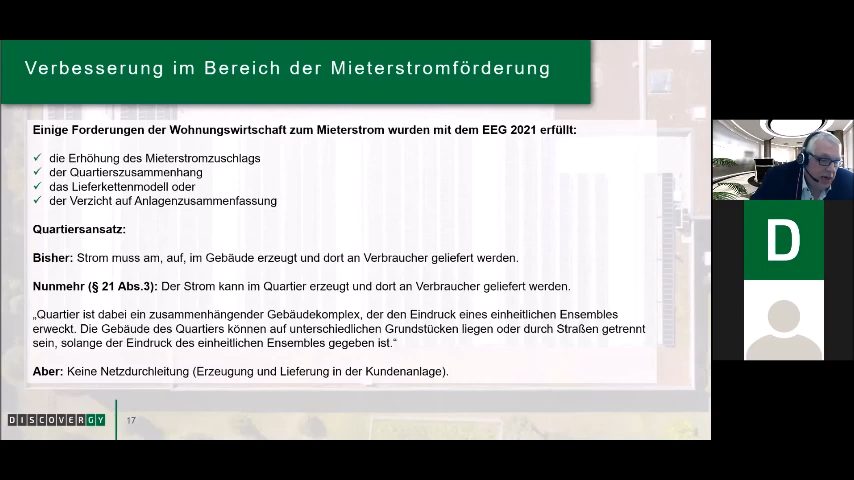 Verbesserung im Bereich der Mieterstromförderung
Einige Forderungen der Wohnungswirtschaft zum Mieterstrom wurden mit dem EEG 2021 erfüllt:
✓ die Erhöhung des Mieterstromzuschlags
✓ der Quartierszusammenhang
✓ das Lieferkettenmodell oder
✓ der Verzicht auf Anlagenzusammenfassung
Quartiersansatz:
Bisher: Strom muss am, auf, im Gebäude erzeugt und dort an Verbraucher geliefert werden.
Nunmehr (§ 21 Abs.3): Der Strom kann im Quartier erzeugt und dort an Verbraucher geliefert werden.
„Quartier ist dabei ein zusammenhängender Gebäudekomplex, der den Eindruck eines einheitlichen Ensembles
erweckt. Die Gebäude des Quartiers können auf unterschiedlichen Grundstücken liegen oder durch Straßen getrennt
sein, solange der Eindruck des einheitlichen Ensembles gegeben ist.“
Aber: Keine Netzdurchleitung (Erzeugung und Lieferung in der Kundenanlage).
DISCOVERGY
17
D